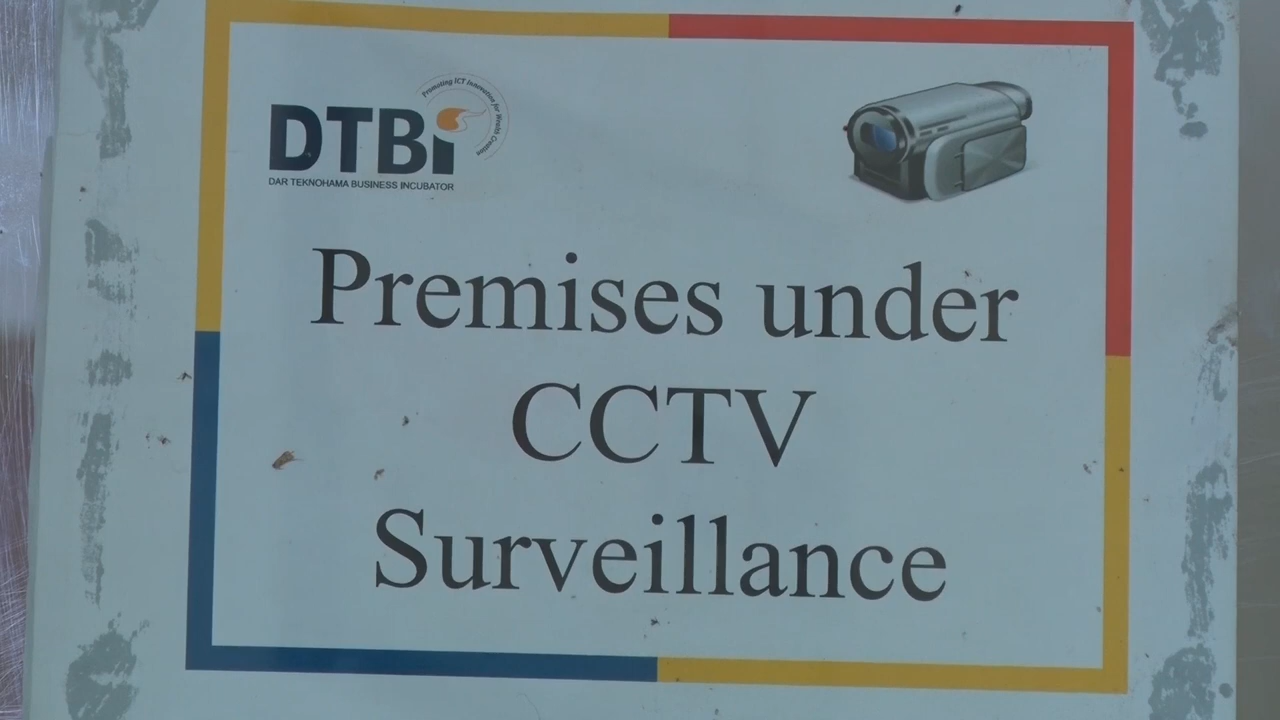 Promoting ICT Innovation for Wealth Creation
DTBi
DAR TEKNOHAMA BUSINESS INCUBATOR
Premises under
CCTV
Surveillance